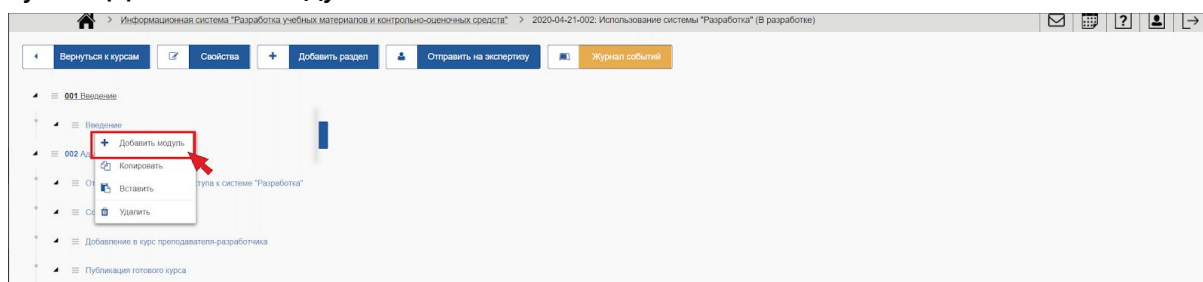 Информационная система "Разработка учебных материалов и контрольно-оценочных средств" > 2020-04-21-002: Использование системы "Разработка" (В разработке)
Вернуться к курсам Свойства Добавить раздел Отправить на экспертизу Журнал событий
001 Введение
Введение
Добавить модуль
002
Копировать
к системе "Разработка"
Вставить
Удалить
Добавление в курс преподавателя-разработчика
Публикация готового курса